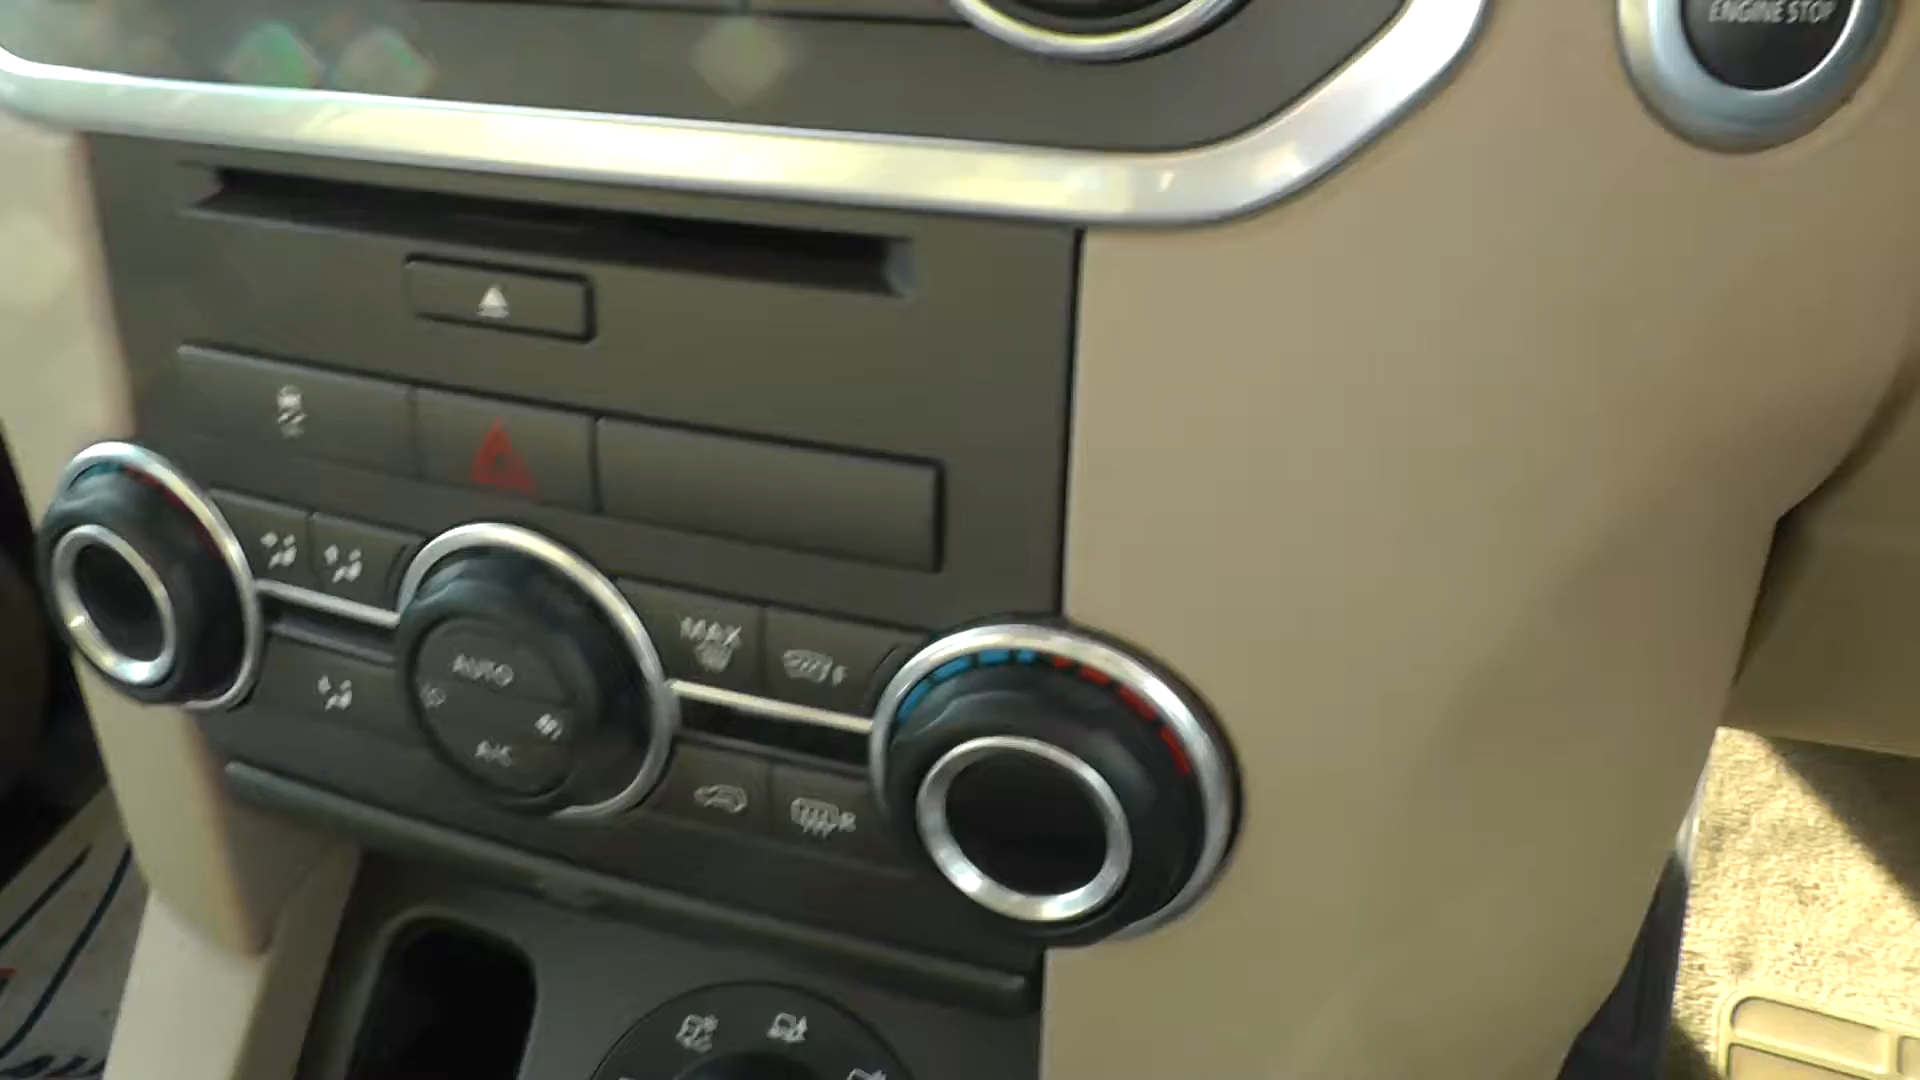 ENGINE STOP
MAX
F
AUTO
A/C
R